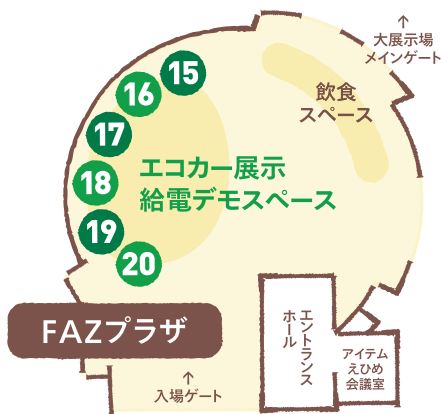 ↑
大展示場
メインゲート
15
16
17
18
19
20
飲食
スペース
エコカー展示
給電デモスペース
FAZプラザ
エントランス
ホール
アイテム
えひめ
会議室
↑
入場ゲート